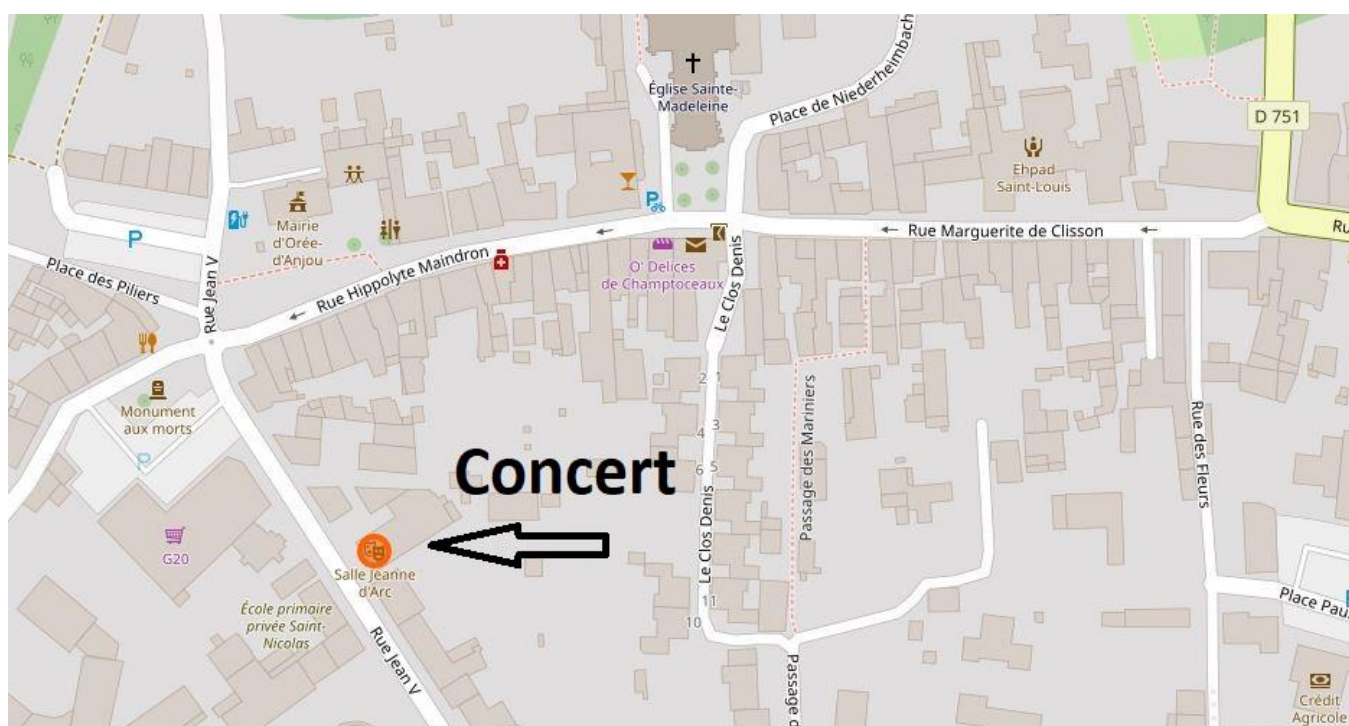 Église Sainte-
Madeleine
Place de Niederheimbach
D 751
Ehpad
Saint-Louis
Mairie
d'Orée-
d'Anjou
P
P
Rue Marguerite de Clisson
Ru
Place des Piliers
Rue Jean V
Rue Hippolyte Maindron
O' Delices
de Champtoceaux
Le Clos Denis
Monument
aux morts
P
2
1
4
3
6
5
Passage des Mariniers
Rue des Fleurs
Concert
G20
Salle Jeanne
d'Arc
École primaire
privée Saint-
Nicolas
Rue Jean V
Le Clos Denis
11
10
Place Pau
Passage d
Crédit
Agricole